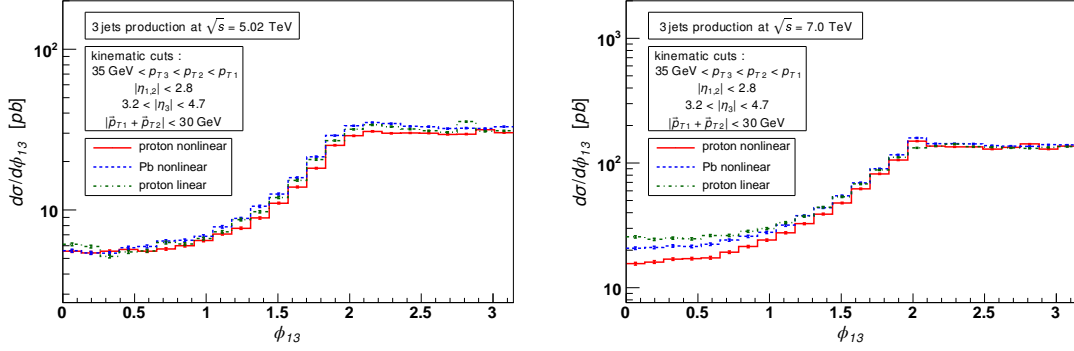 3 jets production at √s = 5.02 TeV
kinematic cuts :
35 GeV < p_T3 < p_T2 < p_T1
|η_1,2| < 2.8
3.2 < |η_3| < 4.7
|p⃗_T1 + p⃗_T2| < 30 GeV
proton nonlinear
Pb nonlinear
proton linear
dσ/dϕ_13 [pb]
10²
10
0 0.5 1 1.5 2 2.5 3
ϕ_13
3 jets production at √s = 7.0 TeV
kinematic cuts :
35 GeV < p_T3 < p_T2 < p_T1
|η_1,2| < 2.8
3.2 < |η_3| < 4.7
|p⃗_T1 + p⃗_T2| < 30 GeV
proton nonlinear
Pb nonlinear
proton linear
dσ/dϕ_13 [pb]
10³
10²
10
0 0.5 1 1.5 2 2.5 3
ϕ_13